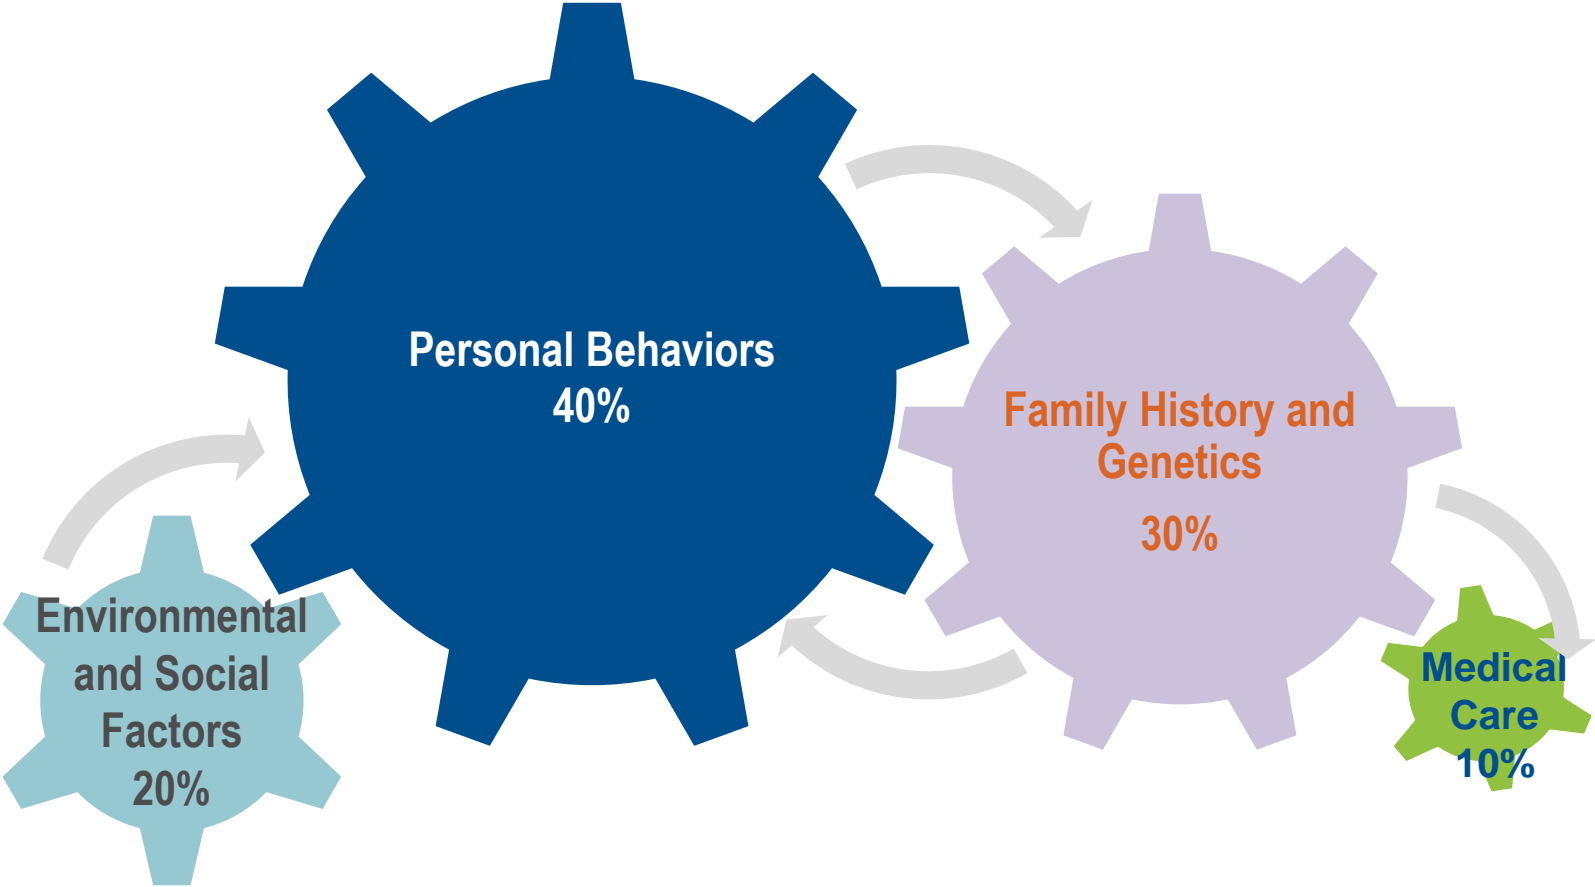 Personal Behaviors
40%
Family History and
Genetics
30%
Environmental
and Social
Factors
20%
Medical
Care
10%